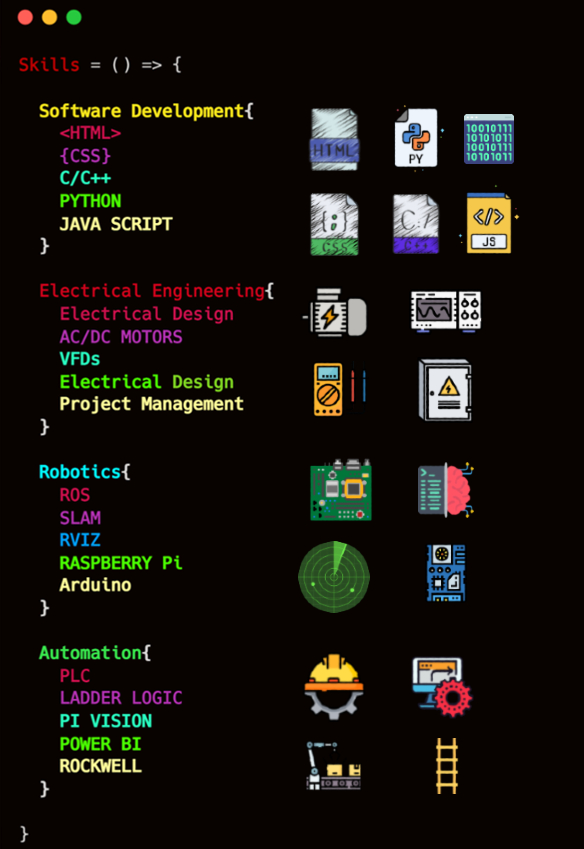 Skills = () => {
Software Development{
<HTML>
{CSS}
C/C++
PYTHON
JAVA SCRIPT
}
Electrical Engineering{
Electrical Design
AC/DC MOTORS
VFDs
Electrical Design
Project Management
}
Robotics{
ROS
SLAM
RVIZ
RASPBERRY Pi
Arduino
}
Automation{
PLC
LADDER LOGIC
PI VISION
POWER BI
ROCKWELL
}
}
HTML
PY
10010111
10101011
10010111
10101011
{;}
CSS
C/
C++
</>
JS